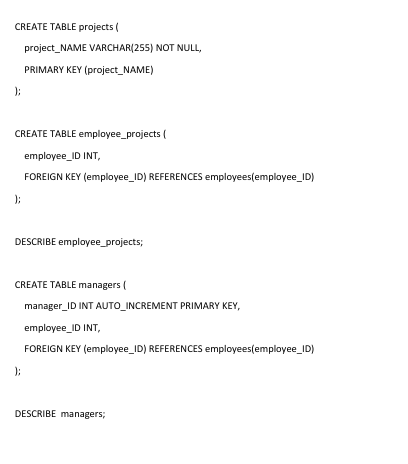 CREATE TABLE projects (
project_NAME VARCHAR(255) NOT NULL,
PRIMARY KEY (project_NAME)
);
CREATE TABLE employee_projects (
employee_ID INT,
FOREIGN KEY (employee_ID) REFERENCES employees(employee_ID)
);
DESCRIBE employee_projects;
CREATE TABLE managers (
manager_ID INT AUTO_INCREMENT PRIMARY KEY,
employee_ID INT,
FOREIGN KEY (employee_ID) REFERENCES employees(employee_ID)
);
DESCRIBE  managers;